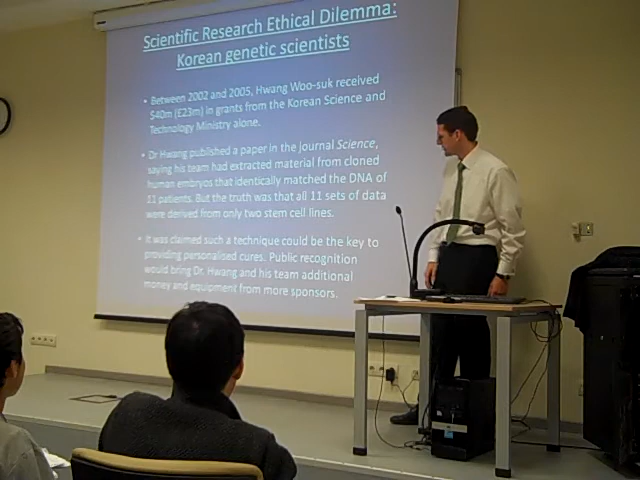 Scientific Research Ethical Dilemma:
Korean genetic scientists
• Between 2002 and 2005, Hwang Woo-suk received
$40m (£23m) in grants from the Korean Science and
Technology Ministry alone.
• Dr Hwang published a paper in the journal Science,
saying his team had extracted material from cloned
human embryos that identically matched the DNA of
11 patients. But the truth was that all 11 sets of data
were derived from only two stem cell lines.
• It was claimed such a technique could be the key to
providing personalised cures. Public recognition
would bring Dr. Hwang and his team additional
money and equipment from more sponsors.